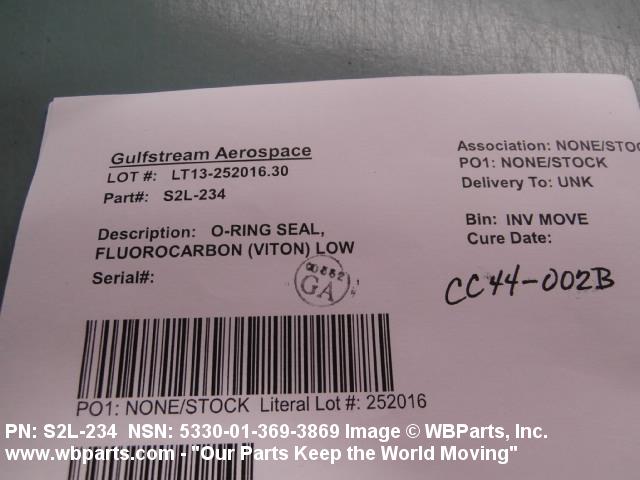 Gulfstream Aerospace
LOT #: LT13-252016.30
Part#: S2L-234
Description: O-RING SEAL,
FLUOROCARBON (VITON) LOW
Serial#:
GA
Association: NONE/STOC
PO1: NONE/STOCK
Delivery To: UNK
Bin: INV MOVE
Cure Date:
CC44-002B
PO1: NONE/STOCK Literal Lot #: 252016
PN: S2L-234 NSN: 5330-01-369-3869 Image © WBParts, Inc.
www.wbparts.com - "Our Parts Keep the World Moving"